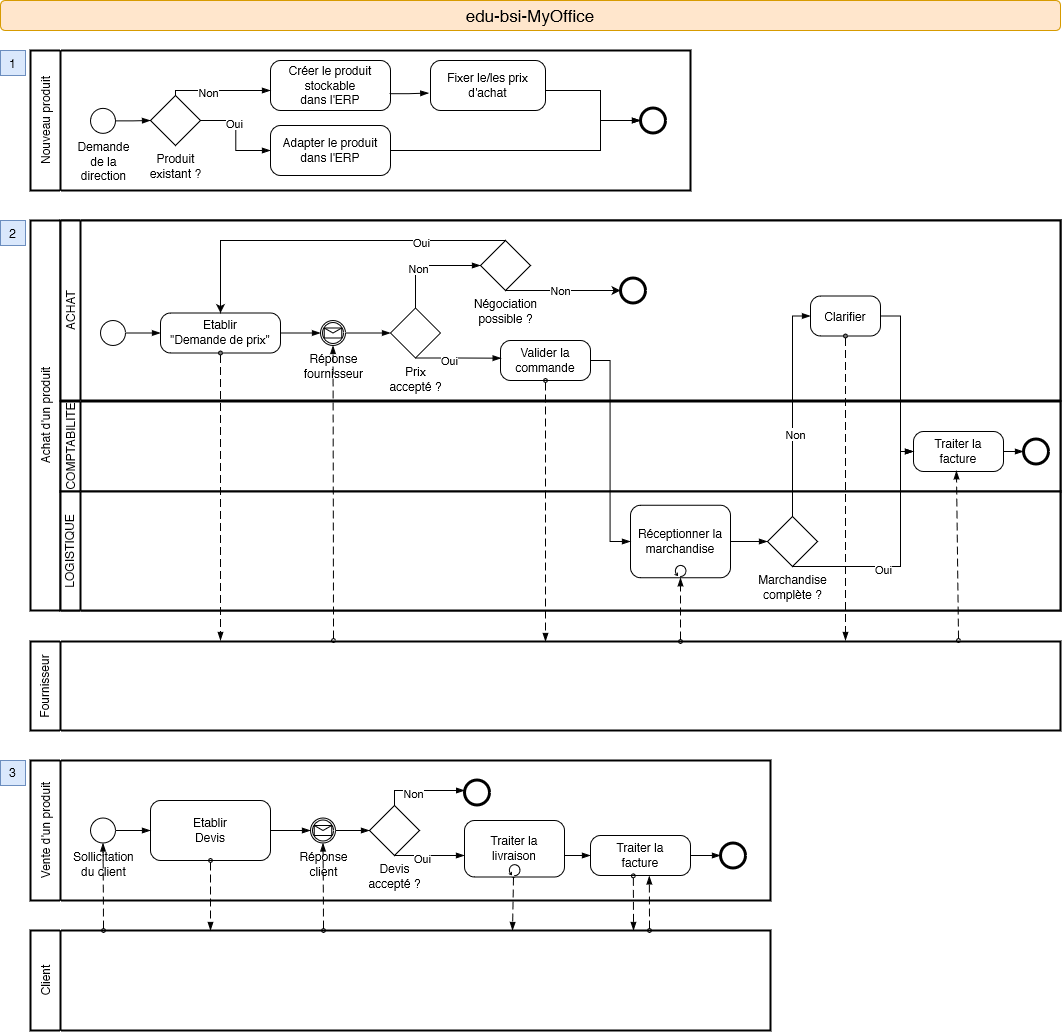 edu-bsi-MyOffice
1
Nouveau produit
Demande
de la
direction
Produit
existant ?
Non
Oui
Créer le produit
stockable
dans l'ERP
Fixer le/les prix
d'achat
Adapter le produit
dans l'ERP
2
Achat d'un produit
ACHAT
Etablir
"Demande de prix"
Réponse
fournisseur
Prix
accepté ?
Non
Oui
Négociation
possible ?
Oui
Non
Valider la
commande
Clarifier
COMPTABILITE
Traiter la
facture
LOGISTIQUE
Réceptionner la
marchandise
Marchandise
complète ?
Non
Oui
Fournisseur
3
Vente d'un produit
Sollicitation
du client
Etablir
Devis
Réponse
client
Devis
accepté ?
Non
Oui
Traiter la
livraison
Traiter la
facture
Client